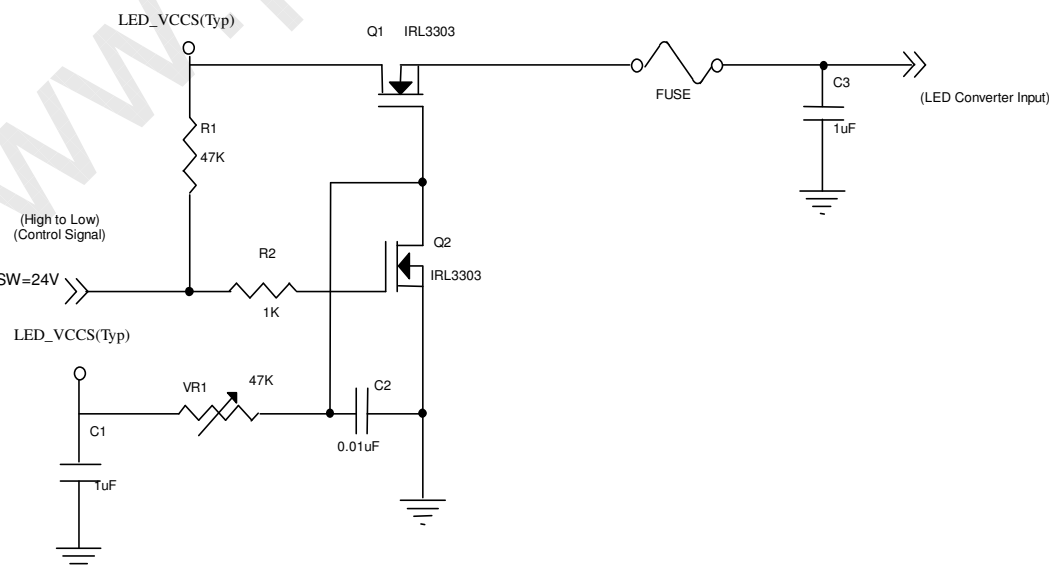 LED_VCCS(Typ)
Q1 IRL3303
FUSE
C3
(LED Converter Input)
1uF
R1
47K
(High to Low)
(Control Signal)
Q2
R2
IRL3303
SW=24V
1K
LED_VCCS(Typ)
VR1
47K
C2
C1
0.01uF
1uF